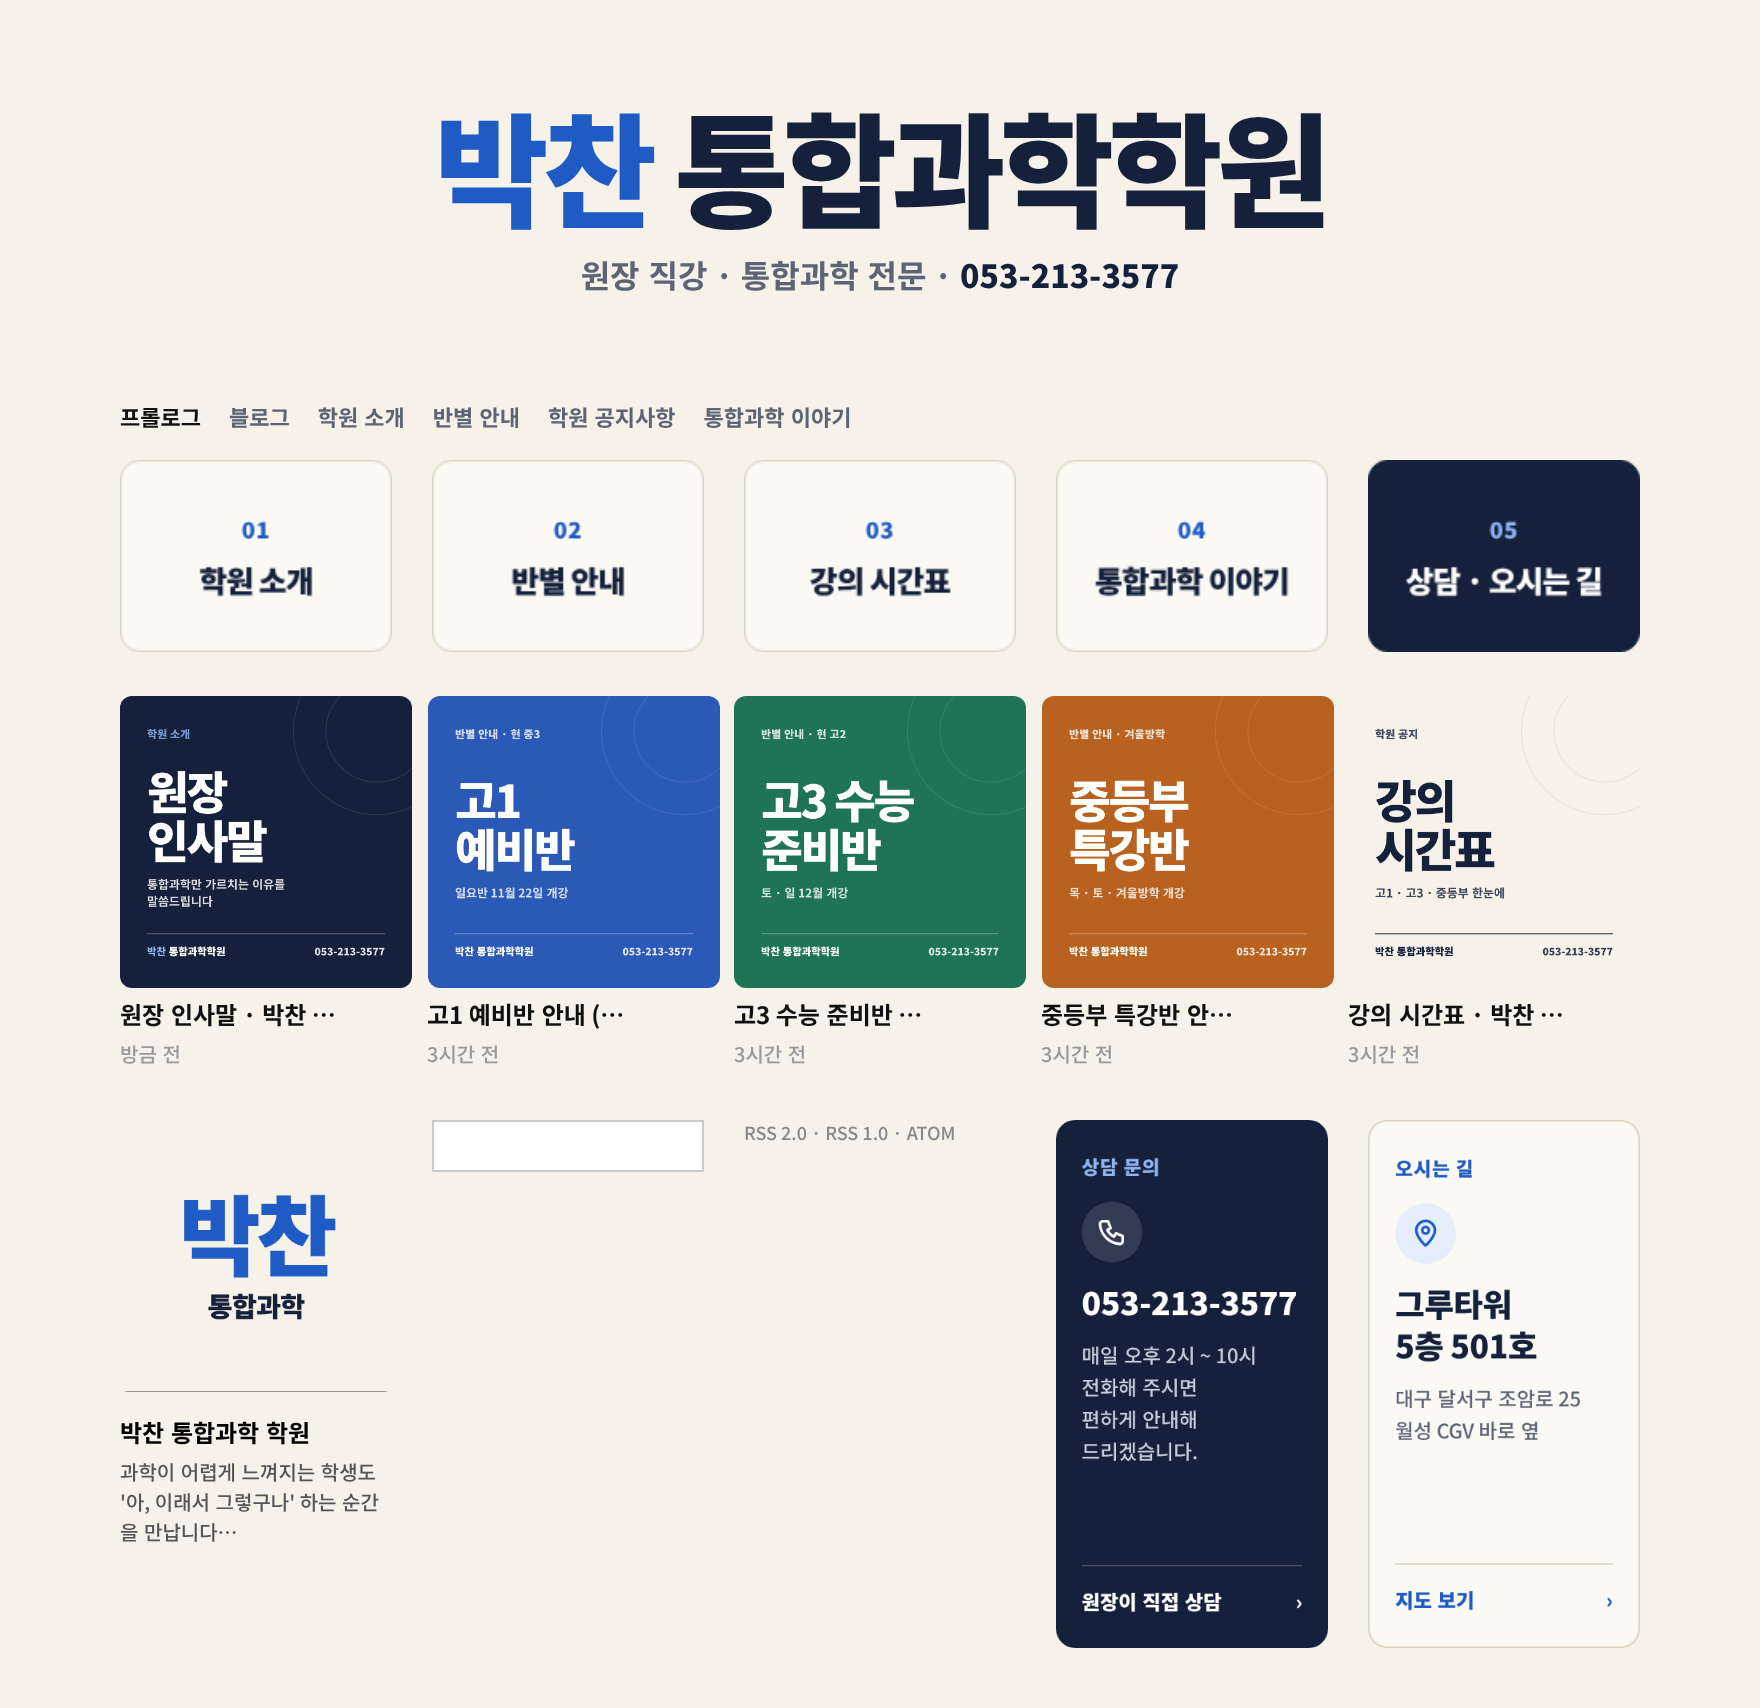 박찬 통합과학학원
원장 직강 · 통합과학 전문 · 053-213-3577
프롤로그 블로그 학원 소개 반별 안내 학원 공지사항 통합과학 이야기
01
학원 소개
02
반별 안내
03
강의 시간표
04
통합과학 이야기
05
상담 · 오시는 길
학원 소개
원장
인사말
통합과학만 가르치는 이유를
말씀드립니다
박찬 통합과학학원 053-213-3577
원장 인사말 · 박찬 ···
방금 전
반별 안내 · 현 중3
고1
예비반
일요반 11월 22일 개강
박찬 통합과학학원 053-213-3577
고1 예비반 안내 (···
3시간 전
반별 안내 · 현 고2
고3 수능
준비반
토 · 일 12월 개강
박찬 통합과학학원 053-213-3577
고3 수능 준비반 ···
3시간 전
반별 안내 · 겨울방학
중등부
특강반
목 · 토 · 겨울방학 개강
박찬 통합과학학원 053-213-3577
중등부 특강반 안···
3시간 전
학원 공지
강의
시간표
고1 · 고3 · 중등부 한눈에
박찬 통합과학학원 053-213-3577
강의 시간표 · 박찬 ···
3시간 전
박찬
통합과학
박찬 통합과학 학원
과학이 어렵게 느껴지는 학생도
'아, 이래서 그렇구나' 하는 순간
을 만납니다···
RSS 2.0 · RSS 1.0 · ATOM
상담 문의
053-213-3577
매일 오후 2시 ~ 10시
전화해 주시면
편하게 안내해
드리겠습니다.
원장이 직접 상담 ›
오시는 길
그루타워
5층 501호
대구 달서구 조암로 25
월성 CGV 바로 옆
지도 보기 ›